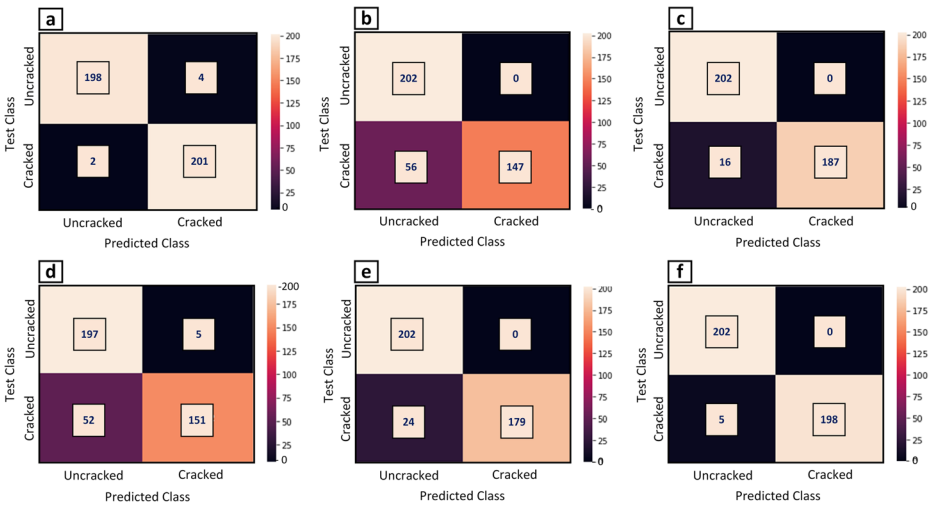 a
Test Class
Uncracked
Cracked
198
4
2
201
200
175
150
125
100
75
50
25
0
Uncracked
Cracked
Predicted Class
b
Test Class
Uncracked
Cracked
202
0
56
147
200
175
150
125
100
75
50
25
0
Uncracked
Cracked
Predicted Class
c
Test Class
Uncracked
Cracked
202
0
16
187
200
175
150
125
100
75
50
25
0
Uncracked
Cracked
Predicted Class
d
Test Class
Uncracked
Cracked
197
5
52
151
-200
175
150
125
100
75
50
25
0
Uncracked
Cracked
Predicted Class
e
Test Class
Uncracked
Cracked
202
0
24
179
200
175
150
125
100
75
50
25
0
Uncracked
Cracked
Predicted Class
f
Test Class
Uncracked
Cracked
202
0
5
198
200
175
150
125
100
75
50
25
0
Uncracked
Cracked
Predicted Class